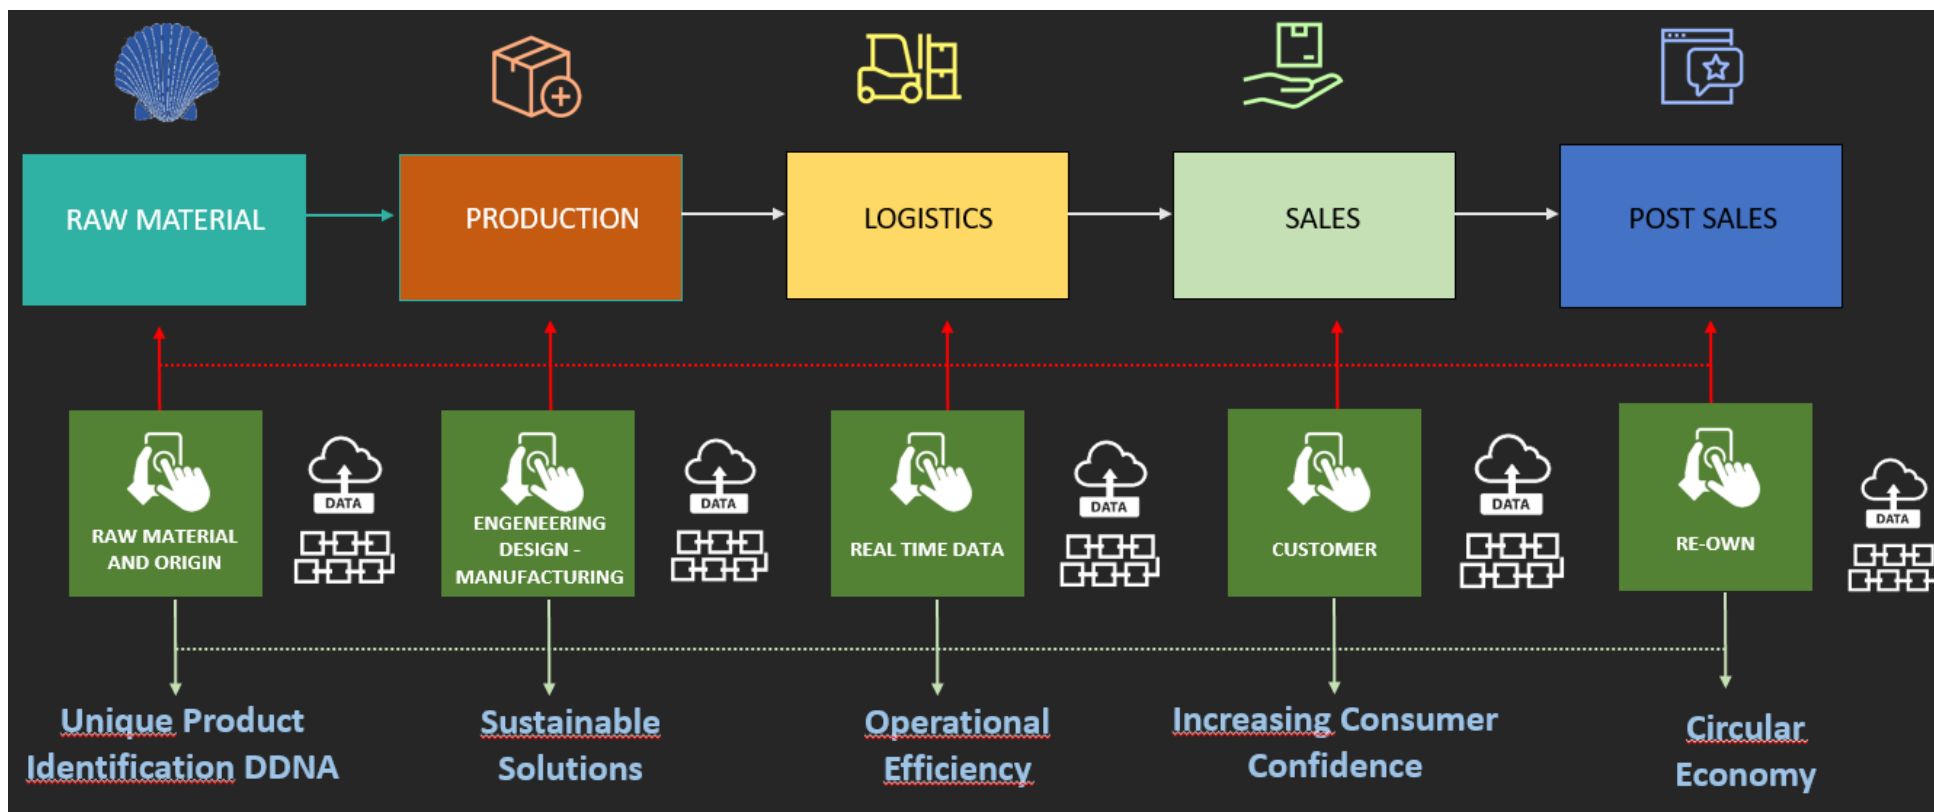 RAW MATERIAL
PRODUCTION
LOGISTICS
SALES
POST SALES
RAW MATERIAL
AND ORIGIN
DATA
ENGENEERING
DESIGN -
MANUFACTURING
DATA
REAL TIME DATA
DATA
CUSTOMER
DATA
RE-OWN
DATA
Unique Product
Identification DDNA
Sustainable
Solutions
Operational
Efficiency
Increasing Consumer
Confidence
Circular
Economy